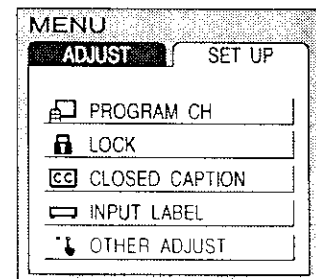 MENU
ADJUST SET UP
PROGRAM CH
LOCK
CC CLOSED CAPTION
INPUT LABEL
OTHER ADJUST